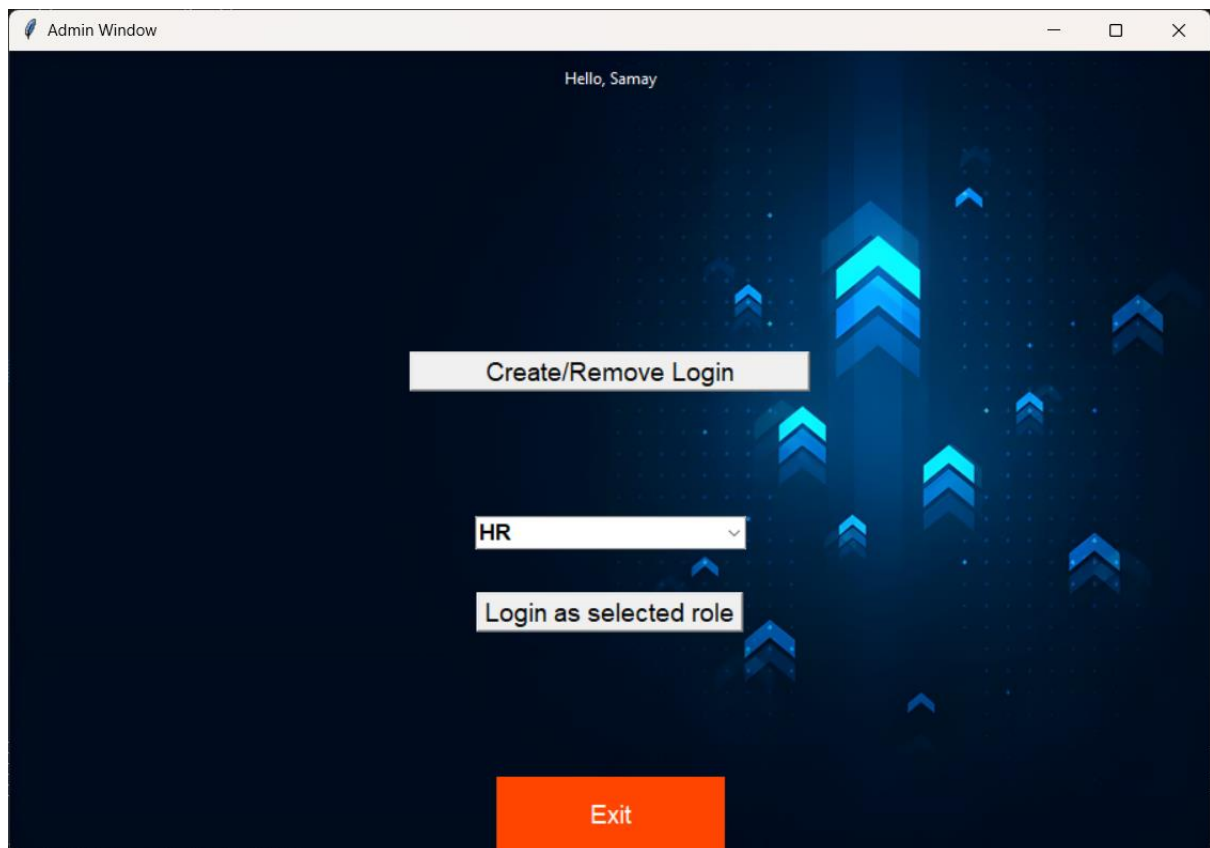 Admin Window
Hello, Samay
Create/Remove Login
HR
Login as selected role
Exit